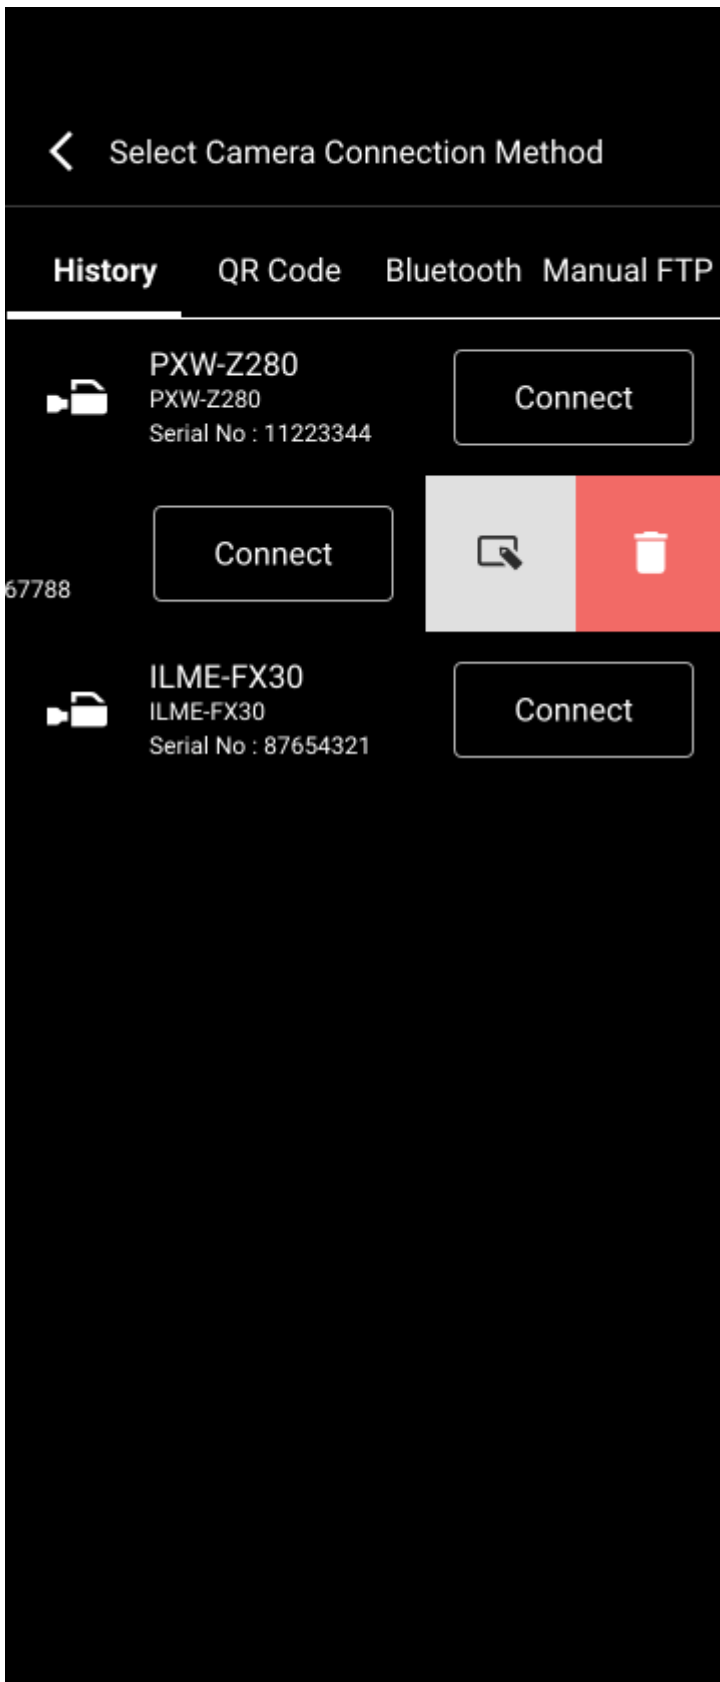 Select Camera Connection Method
History QR Code Bluetooth Manual FTP
PXW-Z280
PXW-Z280
Serial No : 11223344
Connect
67788
Connect
ILME-FX30
ILME-FX30
Serial No : 87654321
Connect